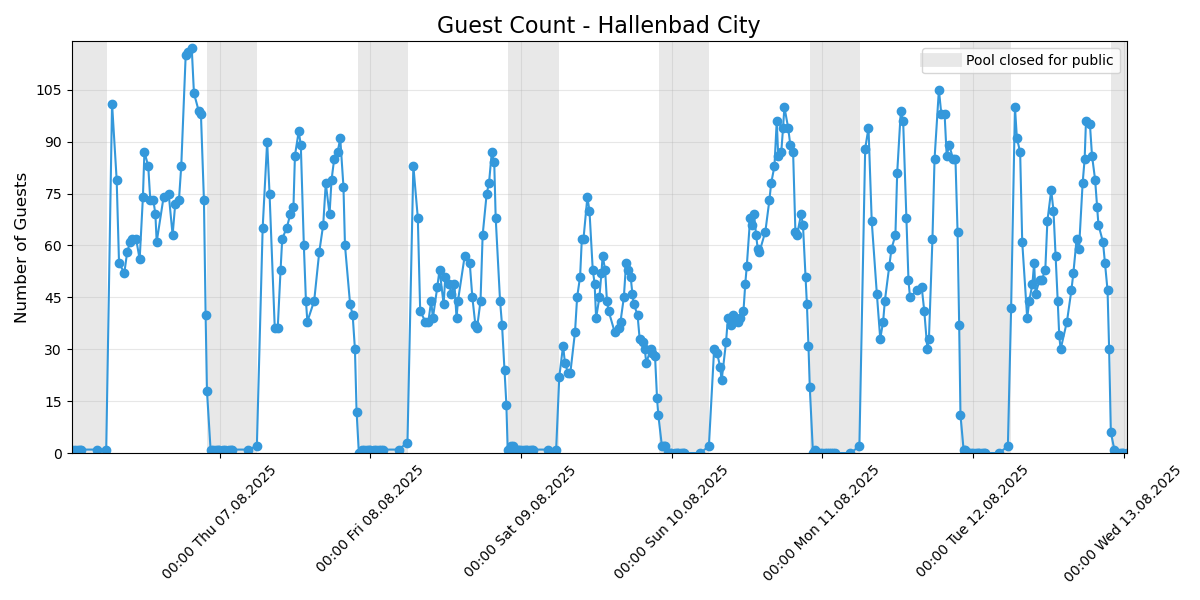 Guest Count - Hallenbad City
Pool closed for public
Number of Guests
105
90
75
60
45
30
15
0
00:00 Thu 07.08.2025
00:00 Fri 08.08.2025
00:00 Sat 09.08.2025
00:00 Sun 10.08.2025
00:00 Mon 11.08.2025
00:00 Tue 12.08.2025
00:00 Wed 13.08.2025